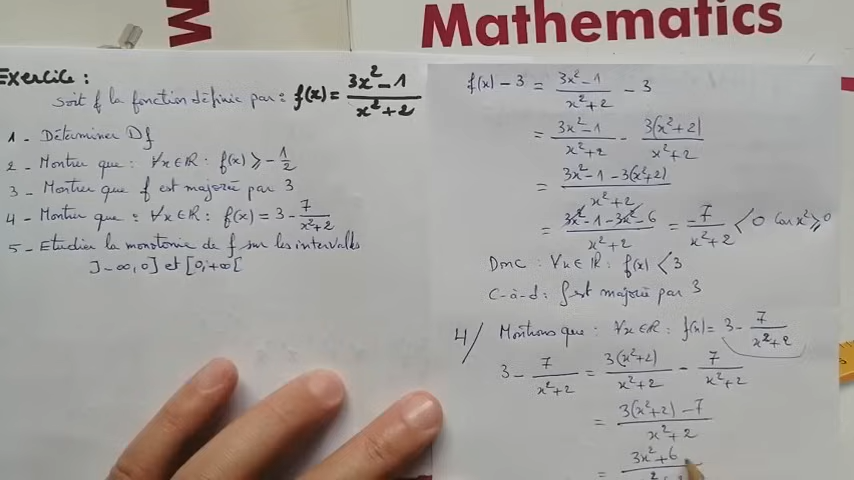 Mathematics
Exercice :
soit f la fonction définie par : f(x) = (3x² - 1)/(x² + 2)
1 - Déterminer Df
2 - Montrer que : ∀x∈ℝ : f(x) ⩾ -1/2
3 - Montrer que f est majorée par 3
4 - Montrer que : ∀x∈ℝ : f(x) = 3 - 7/(x²+2)
5 - Etudier la monotonie de f sur les intervalles
]-∞,0] et [0,+∞[
f(x) - 3 = (3x² - 1)/(x²+2) - 3
= (3x² - 1)/(x²+2) - 3(x²+2)/(x²+2)
= (3x² - 1 - 3(x²+2))/(x²+2)
= (3x² - 1 - 3x² - 6)/(x²+2) = -7/(x²+2) < 0 Car x² ⩾ 0
Donc : ∀x∈ℝ : f(x) < 3
C-à-d : f est majorée par 3
4/ Montrons que : ∀x∈ℝ : f(x) = 3 - 7/(x²+2)
3 - 7/(x²+2) = 3(x²+2)/(x²+2) - 7/(x²+2)
= (3(x²+2) - 7)/(x²+2)
= 3x² + 6